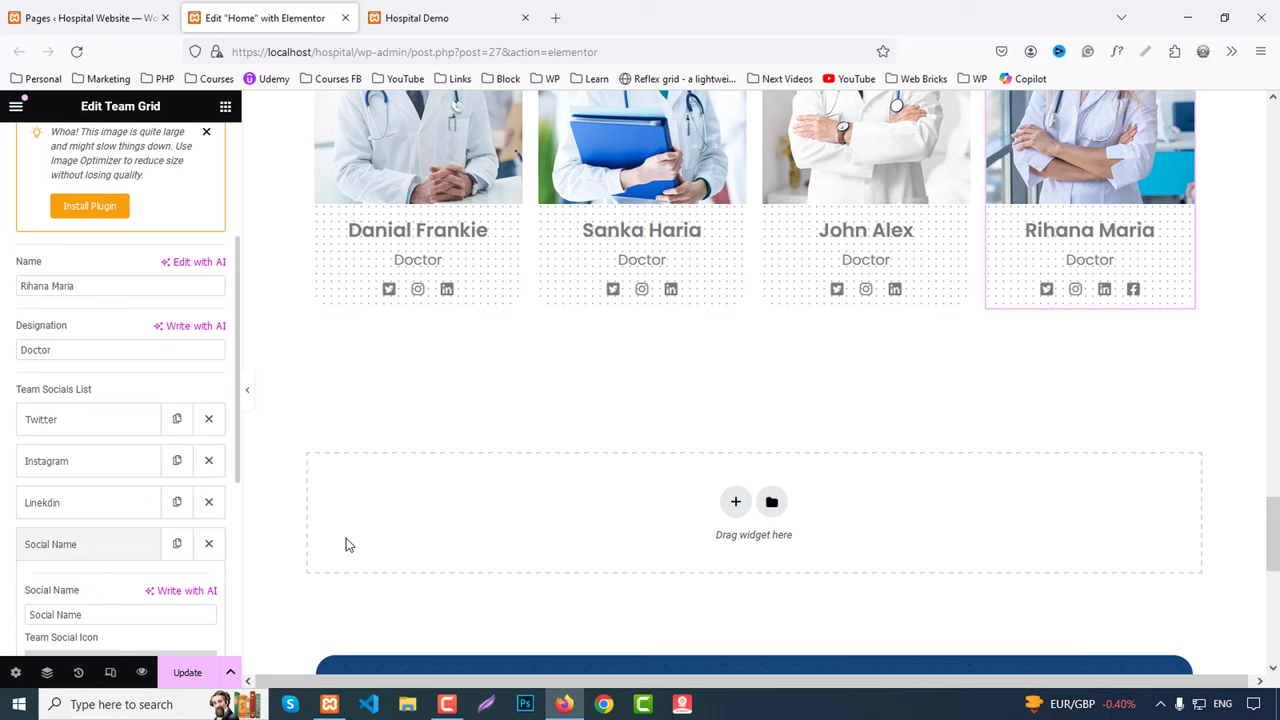 Pages ‹ Hospital Website — Wo
Edit "Home" with Elementor
Hospital Demo
https://localhost/hospital/wp-admin/post.php?post=27&action=elementor
Personal
Marketing
PHP
Courses
Udemy
Courses FB
YouTube
Links
Block
WP
Learn
Reflex grid - a lightwei...
Next Videos
YouTube
Web Bricks
WP
Copilot
Edit Team Grid
Whoa! This image is quite large
and might slow things down. Use
Image Optimizer to reduce size
without losing quality.
Install Plugin
Name
Edit with AI
Rihana Maria
Designation
Write with AI
Doctor
Team Socials List
Twitter
Instagram
Linekdin
Social Name
Social Name
Write with AI
Social Name
Team Social Icon
Update
Danial Frankie
Doctor
Sanka Haria
Doctor
John Alex
Doctor
Rihana Maria
Doctor
Drag widget here
Type here to search
EUR/GBP -0.40%
ENG